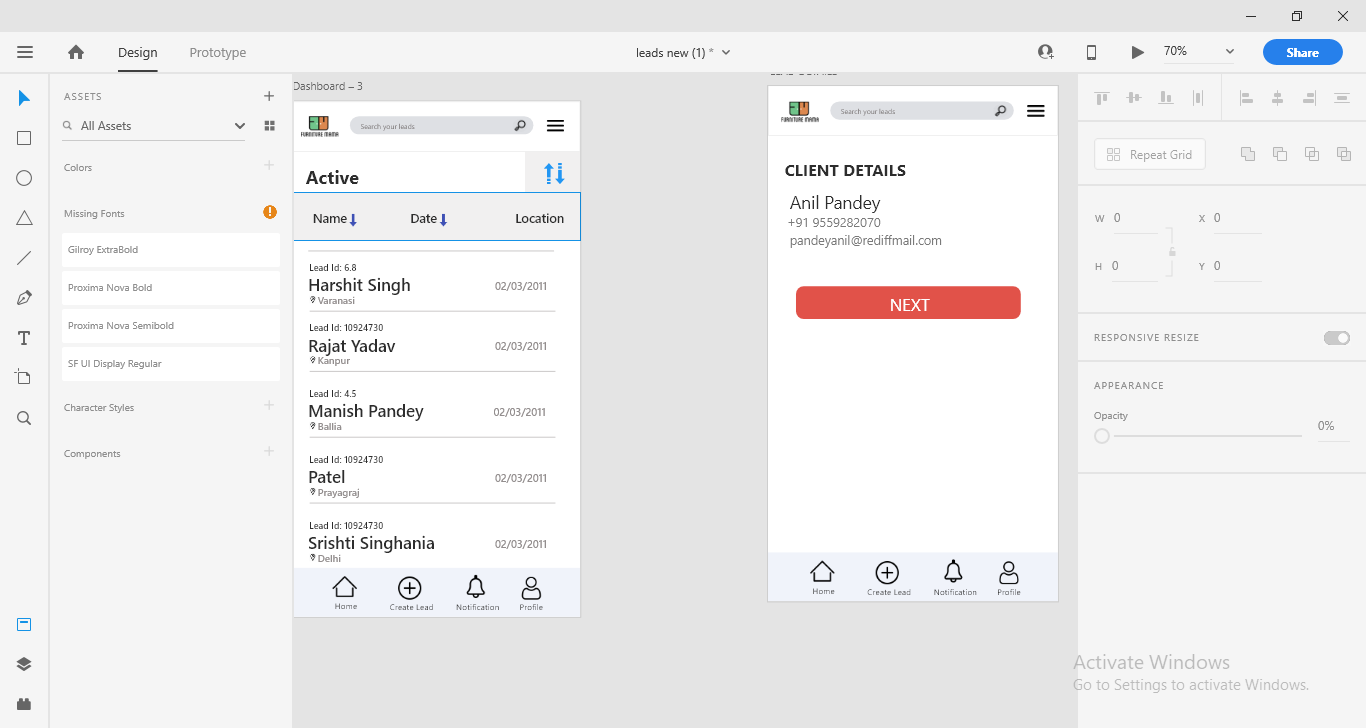 Design
Prototype
leads new (1) *
70%
Share
ASSETS
All Assets
Colors
Missing Fonts
Gilroy ExtraBold
Proxima Nova Bold
Proxima Nova Semibold
SF UI Display Regular
Character Styles
Components
Dashboard – 3
FURNITURE MAMA
Search your leads
Active
Name
Date
Location
Lead Id: 6.8
Harshit Singh
02/03/2011
Varanasi
Lead Id: 10924730
Rajat Yadav
02/03/2011
Kanpur
Lead Id: 4.5
Manish Pandey
02/03/2011
Ballia
Lead Id: 10924730
Patel
02/03/2011
Prayagraj
Lead Id: 10924730
Srishti Singhania
02/03/2011
Delhi
Home
Create Lead
Notification
Profile
FURNITURE MAMA
Search your leads
CLIENT DETAILS
Anil Pandey
+91 9559282070
pandeyanil@rediffmail.com
NEXT
Home
Create Lead
Notification
Profile
Repeat Grid
W 0
X 0
H 0
Y 0
RESPONSIVE RESIZE
APPEARANCE
Opacity
0%
Activate Windows
Go to Settings to activate Windows.